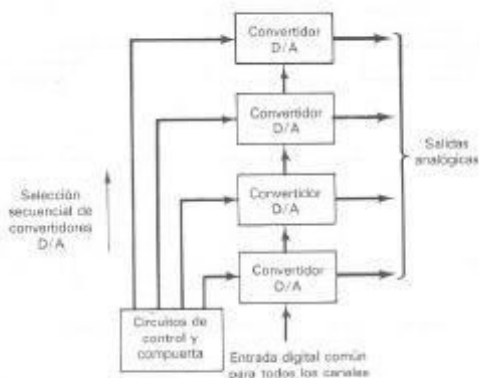 Convertidor
D/A
Convertidor
D/A
Convertidor
D/A
Convertidor
D/A
Salidas
analógicas
Selección
secuencial de
convertidores
D/A
Circuitos de
control y
compuerta
Entrada digital común
para todos los canales